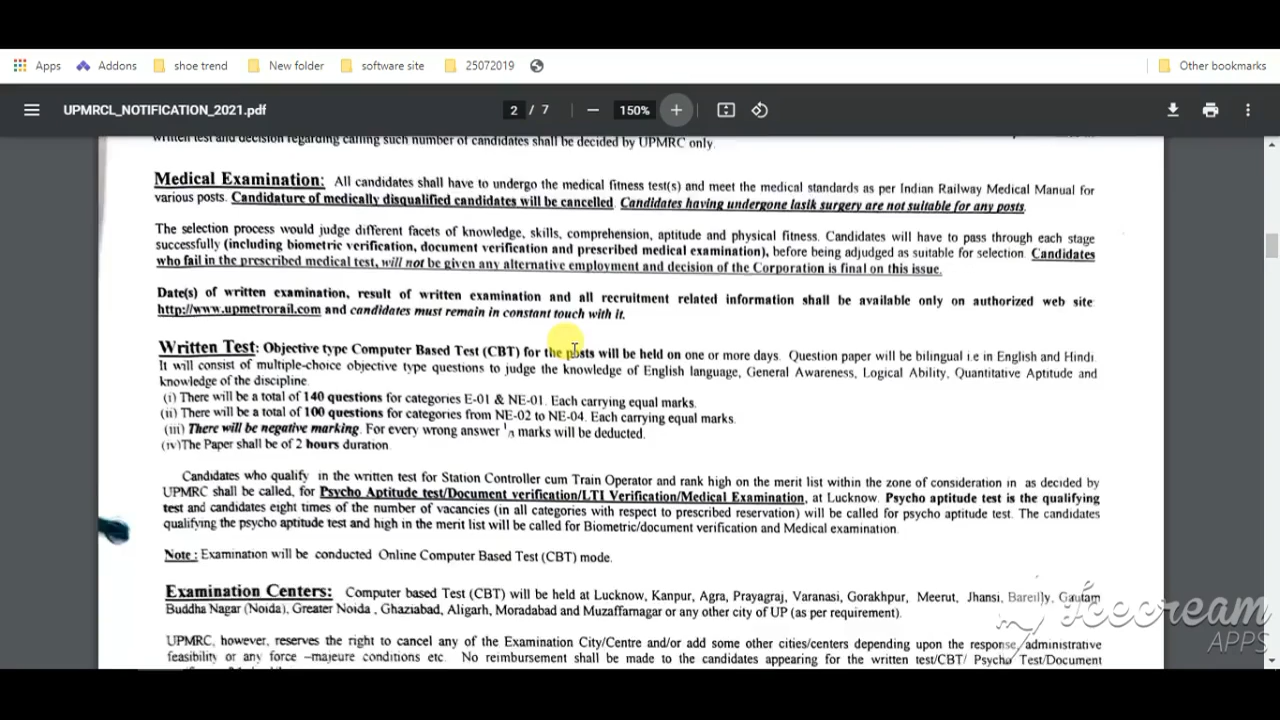 Apps Addons shoe trend New folder software site 25072019 Other bookmarks
UPMRCL_NOTIFICATION_2021.pdf 2 / 7 150%
written test and decision regarding calling such number of candidates shall be decided by UPMRC only.
Medical Examination: All candidates shall have to undergo the medical fitness test(s) and meet the medical standards as per Indian Railway Medical Manual for
various posts. Candidature of medically disqualified candidates will be cancelled. Candidates having undergone lasik surgery are not suitable for any posts.
The selection process would judge different facets of knowledge, skills, comprehension, aptitude and physical fitness. Candidates will have to pass through each stage
successfully (including biometric verification, document verification and prescribed medical examination), before being adjudged as suitable for selection. Candidates
who fail in the prescribed medical test, will not be given any alternative employment and decision of the Corporation is final on this issue.
Date(s) of written examination, result of written examination and all recruitment related information shall be available only on authorized web site
http://www.upmetrorail.com and candidates must remain in constant touch with it.
Written Test: Objective type Computer Based Test (CBT) for the posts will be held on one or more days. Question paper will be bilingual i.e in English and Hindi.
It will consist of multiple-choice objective type questions to judge the knowledge of English language, General Awareness, Logical Ability, Quantitative Aptitude and
knowledge of the discipline.
(i) There will be a total of 140 questions for categories E-01 & NE-01. Each carrying equal marks.
(ii) There will be a total of 100 questions for categories from NE-02 to NE-04. Each carrying equal marks.
(iii) There will be negative marking. For every wrong answer marks will be deducted.
(iv)The Paper shall be of 2 hours duration.
Candidates who qualify in the written test for Station Controller cum Train Operator and rank high on the merit list within the zone of consideration in as decided by
UPMRC shall be called, for Psycho Aptitude test/Document verification/LTI Verification/Medical Examination, at Lucknow. Psycho aptitude test is the qualifying
test and candidates eight times of the number of vacancies (in all categories with respect to prescribed reservation) will be called for psycho aptitude test. The candidates
qualifying the psycho aptitude test and high in the merit list will be called for Biometric/document verification and Medical examination.
Note : Examination will be conducted Online Computer Based Test (CBT) mode.
Examination Centers: Computer based Test (CBT) will be held at Lucknow, Kanpur, Agra, Prayagraj, Varanasi, Gorakhpur, Meerut, Jhansi, Bareilly, Gautam
Buddha Nagar (Noida), Greater Noida , Ghaziabad, Aligarh, Moradabad and Muzaffarnagar or any other city of UP (as per requirement).
UPMRC, however, reserves the right to cancel any of the Examination City/Centre and/or add some other cities/centers depending upon the response, administrative
feasibility or any force –majeure conditions etc. No reimbursement shall be made to the candidates appearing for the written test/CBT/ Psycho Test/Document
Icecream
APPS